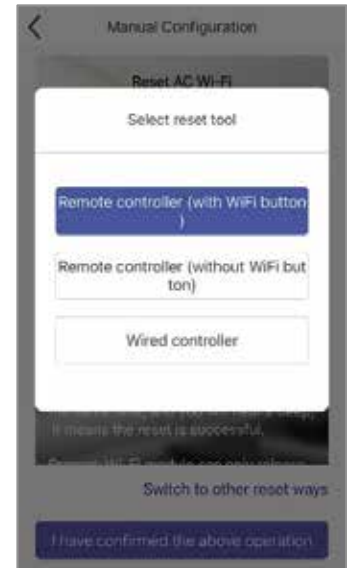 Manual Configuration
Reset AC Wi-Fi
Select reset tool
Remote controller (with WiFi button
)
Remote controller (without WiFi but
ton)
Wired controller
it means the reset is successful.
Switch to other reset ways
I have confirmed the above operation